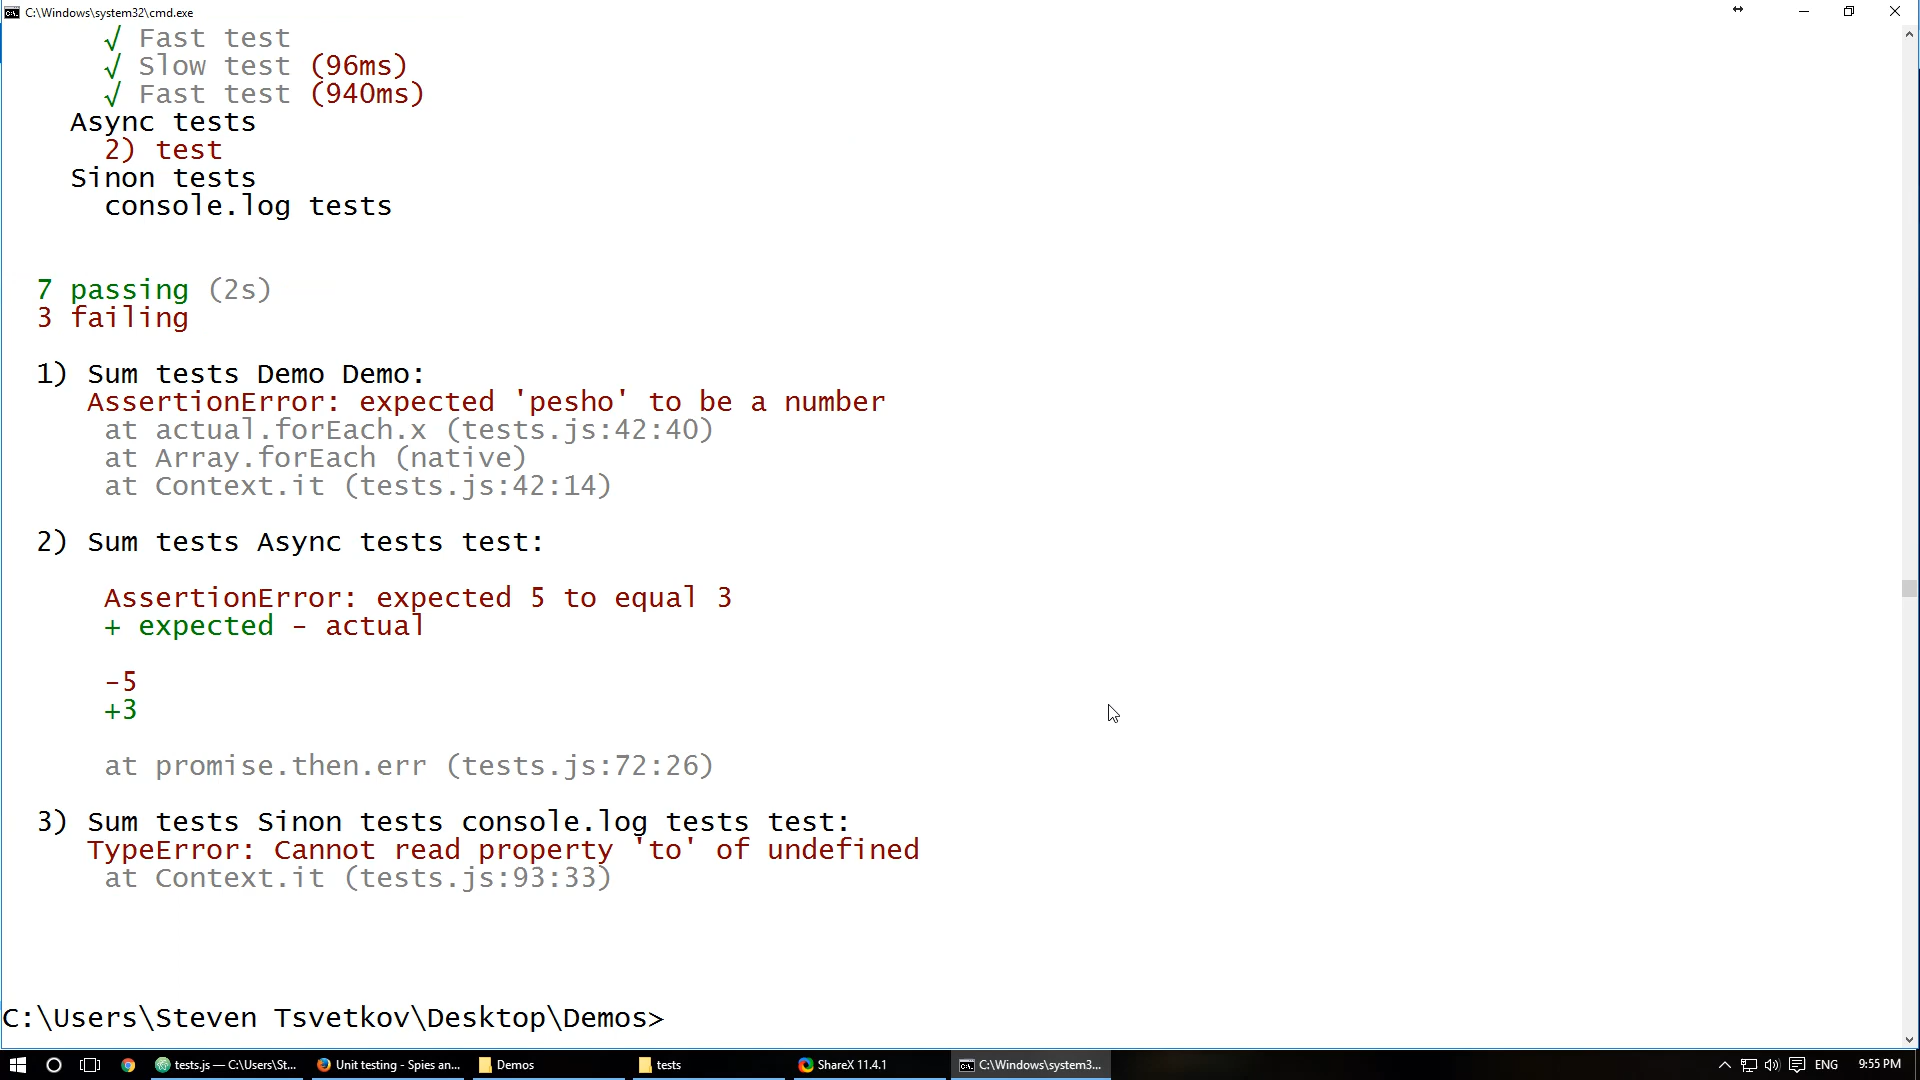 C:\Windows\system32\cmd.exe
√ Fast test
√ Slow test (96ms)
√ Fast test (940ms)
Async tests
2) test
Sinon tests
console.log tests
7 passing (2s)
3 failing
1) Sum tests Demo Demo:
AssertionError: expected 'pesho' to be a number
at actual.forEach.x (tests.js:42:40)
at Array.forEach (native)
at Context.it (tests.js:42:14)
2) Sum tests Async tests test:
AssertionError: expected 5 to equal 3
+ expected - actual
-5
+3
at promise.then.err (tests.js:72:26)
3) Sum tests Sinon tests console.log tests test:
TypeError: Cannot read property 'to' of undefined
at Context.it (tests.js:93:33)
C:\Users\Steven Tsvetkov\Desktop\Demos>
tests.js — C:\Users\St... Unit testing - Spies an... Demos tests ShareX 11.4.1 C:\Windows\system3... ENG 9:55 PM